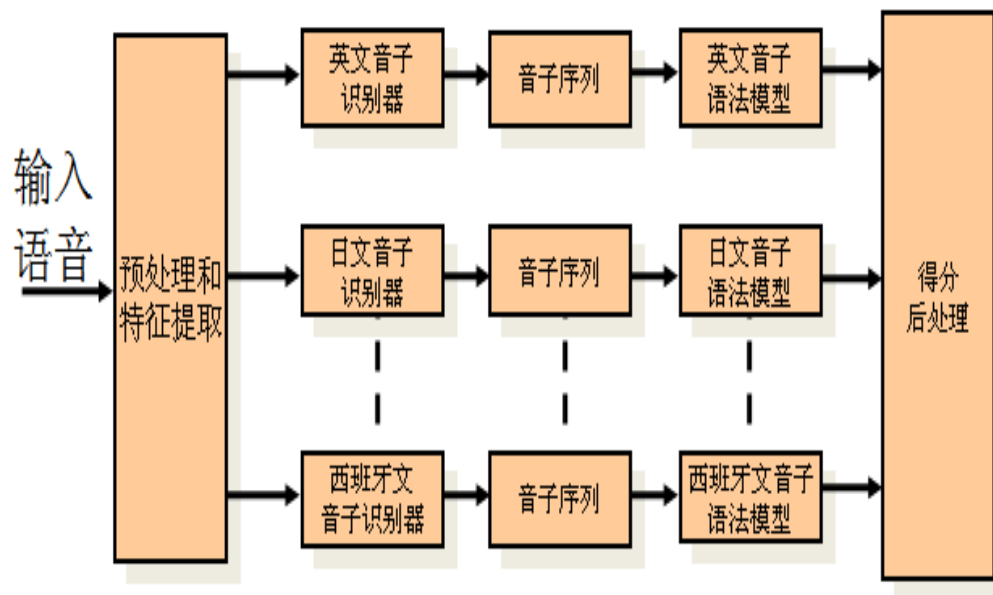 输入
语音
预处理和
特征提取
英文音子
识别器
音子序列
英文音子
语法模型
日文音子
识别器
音子序列
日文音子
语法模型
西班牙文
音子识别器
音子序列
西班牙文音子
语法模型
得分
后处理